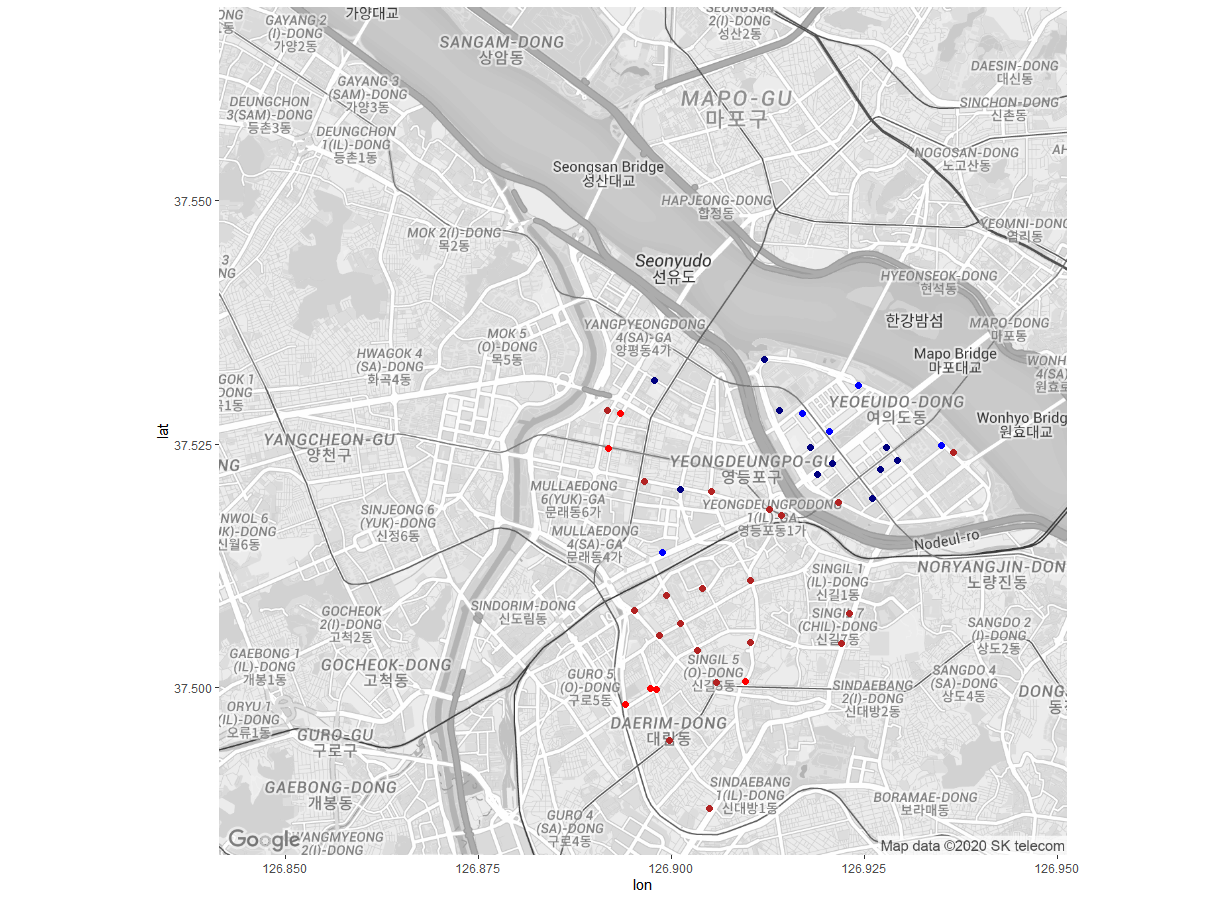 가양대교
GAYANG 2
(I)-DONG
가양2동
SANGAM-DONG
상암동
SEONGSAN
2(I)-DONG
성산2동
DAESIN-DONG
대신동
GAYANG 3
(SAM)-DONG
가양3동
DEUNGCHON
3(SAM)-DONG
등촌3동
MAPO-GU
마포구
SINCHON-DONG
신촌동
DEUNGCHON
1(IL)-DONG
등촌1동
Seongsan Bridge
성산대교
NOGOSAN-DONG
노고산동
HAPJEONG-DONG
합정동
37.550
MOK 2(I)-DONG
목2동
YEOMNI-DONG
염리동
Seonyudo
선유도
HYEONSEOK-DONG
현석동
YANGPYEONGDONG
4(SA)-GA
양평동4가
한강밤섬
MAPO-DONG
마포동
MOK 5
(O)-DONG
목5동
HWAGOK 4
(SA)-DONG
화곡4동
Mapo Bridge
마포대교
WONH
4(SA)-
원효로
GOK 1
YEOEUIDO-DONG
여의도동
Wonhyo Bridg
원효대교
lat
37.525
YANGCHEON-GU
양천구
NG
YEONGDEUNGPO-GU
영등포구
MULLAEDONG
6(YUK)-GA
문래동6가
YEONGDEUNGPODONG
1(IL)-GA
영등포동1가
NWOL 6
UK)-DONG
신월6동
SINJEONG 6
(YUK)-DONG
신정6동
MULLAEDONG
4(SA)-GA
문래동4가
Nodeul-ro
NORYANGJIN-DON
노량진동
SINGIL 1
(IL)-DONG
신길1동
SINDORIM-DONG
신도림동
GOCHEOK
2(I)-DONG
고척2동
SINGIL 7
(CHIL)-DONG
신길7동
SANGDO 2
(I)-DONG
상도2동
GAEBONG 1
(IL)-DONG
개봉1동
GOCHEOK-DONG
고척동
GURO 5
(O)-DONG
구로5동
SINGIL 5
(O)-DONG
신길5동
SANGDO 4
(SA)-DONG
상도4동
37.500
SINDAEBANG
2(I)-DONG
신대방2동
DONG
ORYU 1
(IL)-DONG
오류1동
GURO-GU
구로구
DAERIM-DONG
대림동
GAEBONG-DONG
개봉동
SINDAEBANG
1(IL)-DONG
신대방1동
BORAMAE-DONG
보라매동
GURO 4
(SA)-DONG
구로4동
Google
2(I)-DONG
Map data ©2020 SK telecom
126.850 126.875 126.900 126.925 126.950
lon